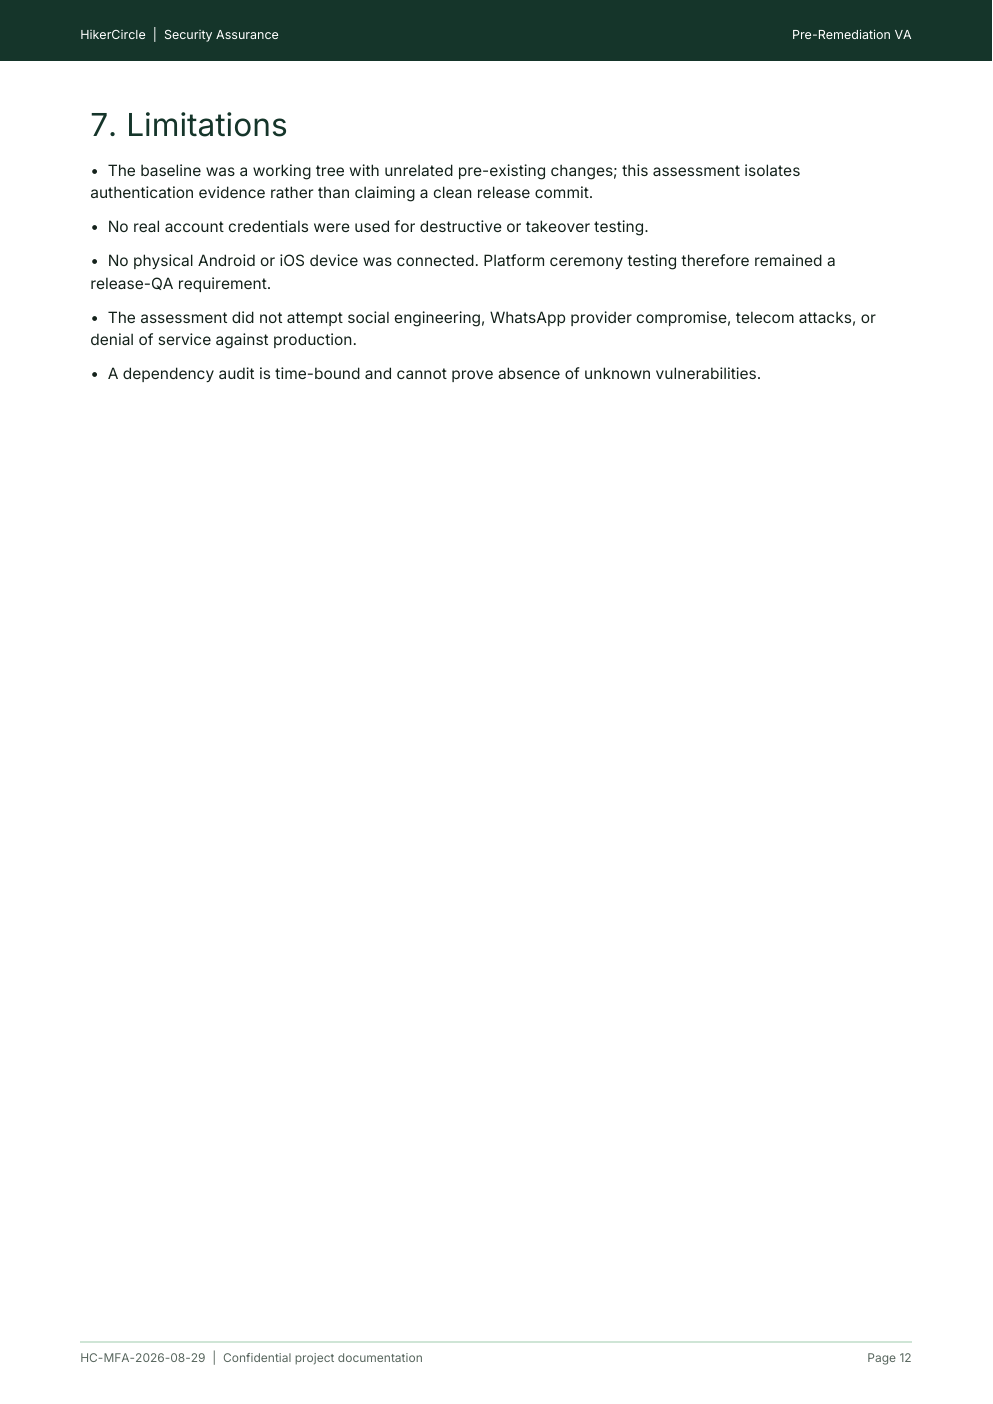 HikerCircle | Security Assurance
Pre-Remediation VA
7. Limitations
• The baseline was a working tree with unrelated pre-existing changes; this assessment isolates
authentication evidence rather than claiming a clean release commit.
• No real account credentials were used for destructive or takeover testing.
• No physical Android or iOS device was connected. Platform ceremony testing therefore remained a
release-QA requirement.
• The assessment did not attempt social engineering, WhatsApp provider compromise, telecom attacks, or
denial of service against production.
• A dependency audit is time-bound and cannot prove absence of unknown vulnerabilities.
HC-MFA-2026-08-29 | Confidential project documentation
Page 12